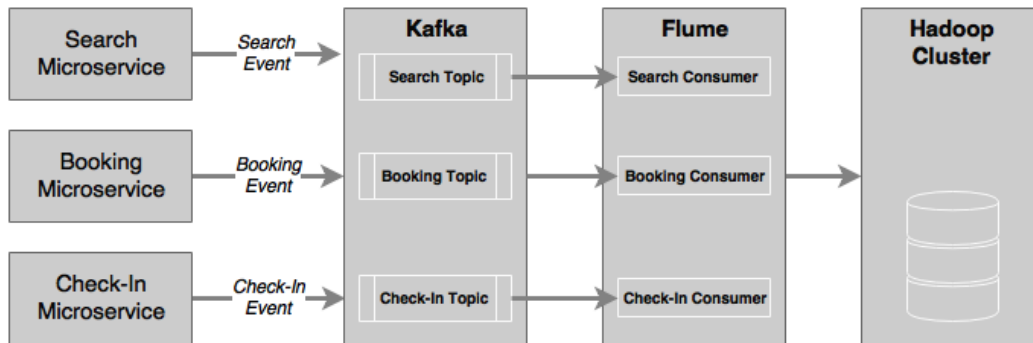 Search
Microservice
Search
Event
Kafka
Search Topic
Flume
Search Consumer
Hadoop
Cluster
Booking
Microservice
Booking
Event
Booking Topic
Booking Consumer
Check-In
Microservice
Check-In
Event
Check-In Topic
Check-In Consumer